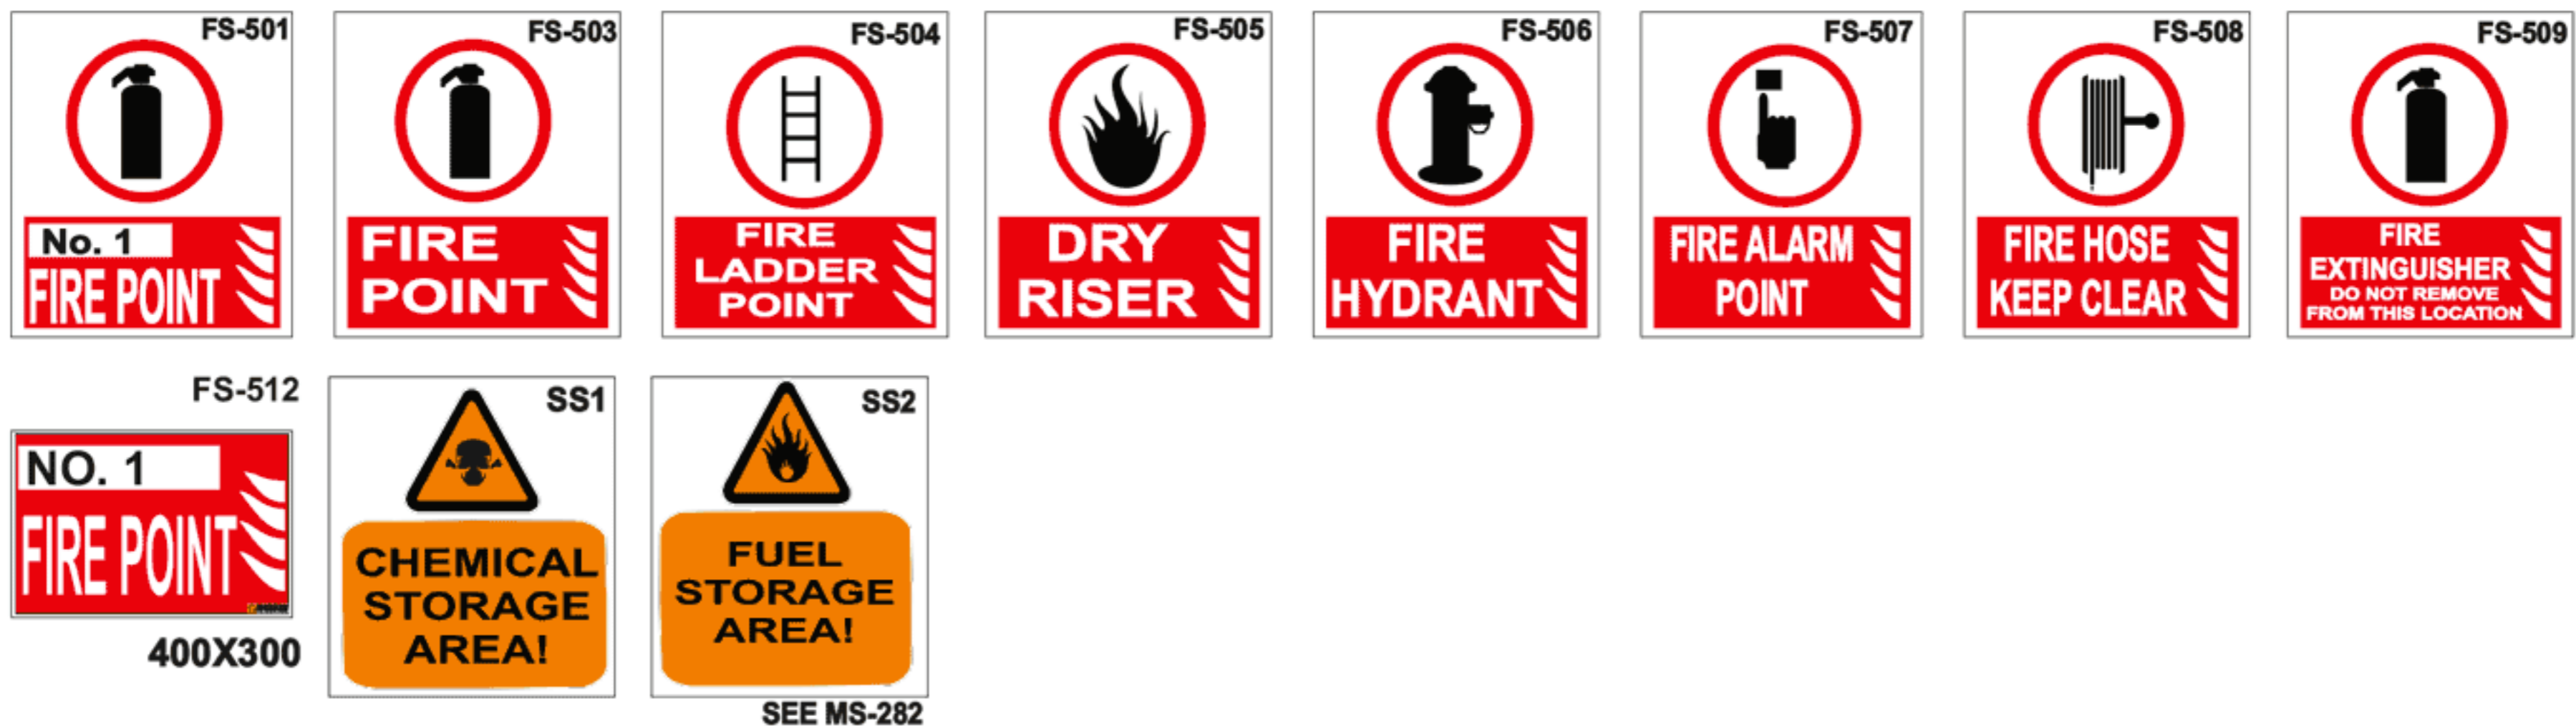 FS-501
No. 1
FIRE POINT
FS-503
FIRE
POINT
FS-504
FIRE
LADDER
POINT
FS-505
DRY
RISER
FS-506
FIRE
HYDRANT
FS-507
FIRE ALARM
POINT
FS-508
FIRE HOSE
KEEP CLEAR
FS-509
FIRE
EXTINGUISHER
DO NOT REMOVE
FROM THIS LOCATION
FS-512
NO. 1
FIRE POINT
400X300
SS1
CHEMICAL
STORAGE
AREA!
SS2
FUEL
STORAGE
AREA!
SEE MS-282